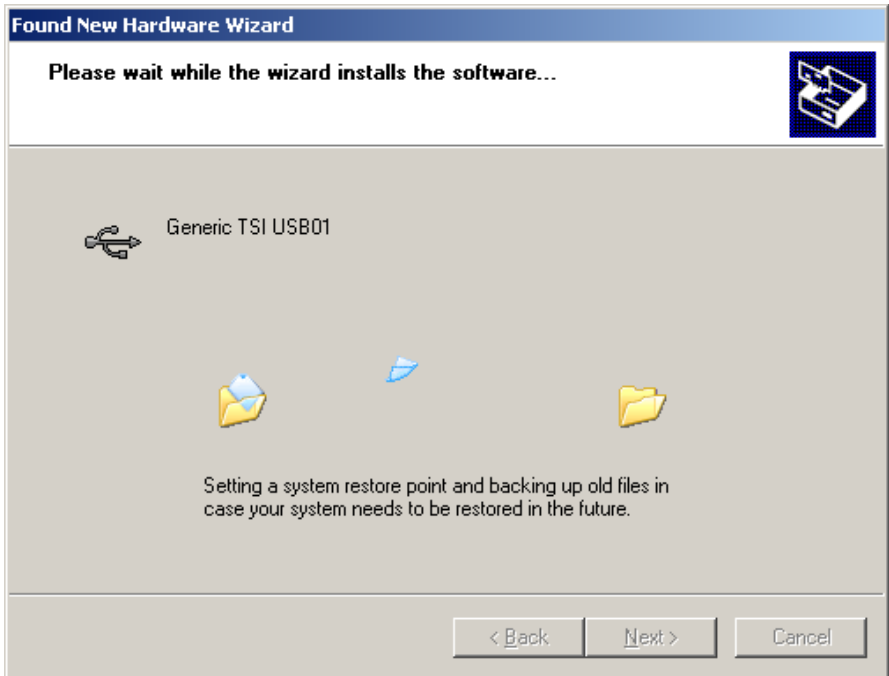 Found New Hardware Wizard
Please wait while the wizard installs the software...
Generic TSI USB01
Setting a system restore point and backing up old files in
case your system needs to be restored in the future.
< Back
Next >
Cancel